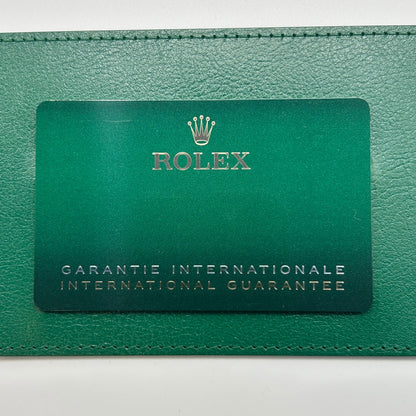 ROLEX
GARANTIE INTERNATIONALE
INTERNATIONAL GUARANTEE